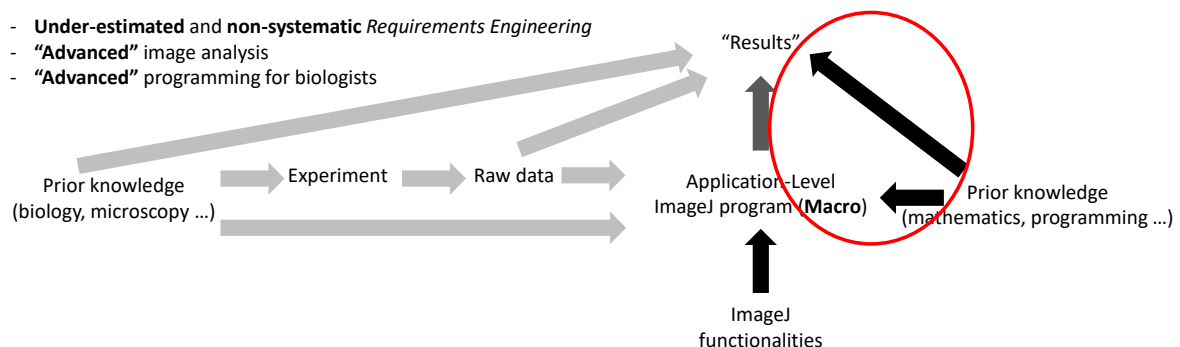 - Under-estimated and non-systematic Requirements Engineering
- “Advanced” image analysis
- “Advanced” programming for biologists
“Results”
Experiment
Raw data
Prior knowledge
(biology, microscopy …)
Application-Level
ImageJ program (Macro)
Prior knowledge
(mathematics, programming …)
ImageJ
functionalities